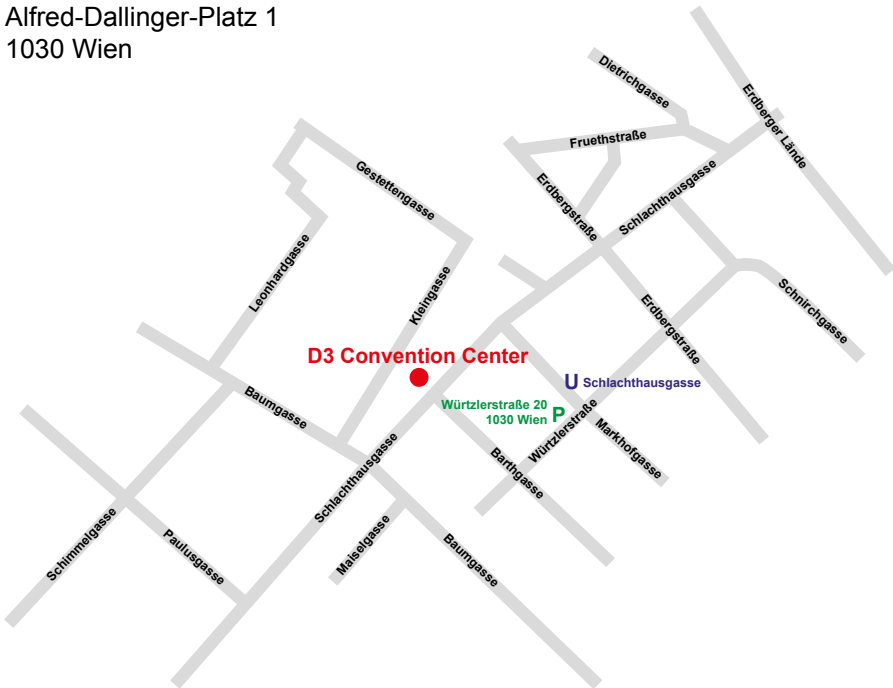 Alfred-Dallinger-Platz 1
1030 Wien
Dietrichgasse
Erdberger Lände
Fruethstraße
Gestettengasse
Erdbergstraße
Schlachthausgasse
Leonhardgasse
Kleingasse
Erdbergstraße
Schnirchgasse
D3 Convention Center
U Schlachthausgasse
Baumgasse
Würtzlerstraße 20
1030 Wien P
Würtzlerstraße
Markhofgasse
Schlachthausgasse
Barthgasse
Schimmelgasse
Paulusgasse
Maiselgasse
Baumgasse